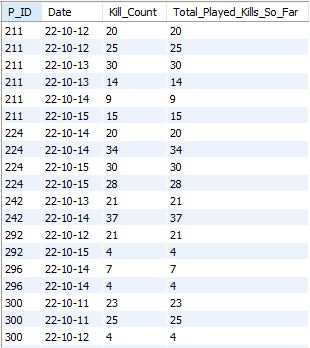 P_ID Date Kill_Count Total_Played_Kills_So_Far
211 22-10-12 20 20
211 22-10-12 25 25
211 22-10-13 30 30
211 22-10-13 14 14
211 22-10-14 9 9
211 22-10-15 15 15
224 22-10-14 20 20
224 22-10-14 34 34
224 22-10-15 30 30
224 22-10-15 28 28
242 22-10-13 21 21
242 22-10-14 37 37
292 22-10-12 21 21
292 22-10-15 4 4
296 22-10-14 7 7
296 22-10-14 4 4
300 22-10-11 23 23
300 22-10-11 25 25
300 22-10-12 4 4